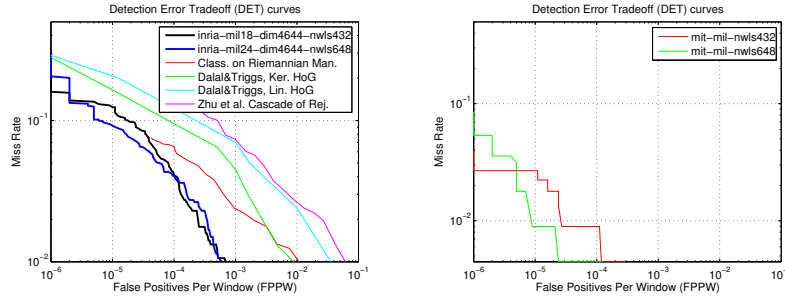 Detection Error Tradeoff (DET) curves
inria-mil18-dim4644-nwls432
inria-mil24-dim4644-nwls648
Class. on Riemannian Man.
Dalal&Triggs, Ker. HoG
Dalal&Triggs, Lin. HoG
Zhu et al. Cascade of Rej.
Miss Rate
10^-1
10^-2
10^-6 10^-5 10^-4 10^-3 10^-2 10^-1
False Positives Per Window (FPPW)
Detection Error Tradeoff (DET) curves
mit-mil-nwls432
mit-mil-nwls648
Miss Rate
10^-1
10^-2
10^-6 10^-5 10^-4 10^-3 10^-2 10^-1
False Positives Per Window (FPPW)